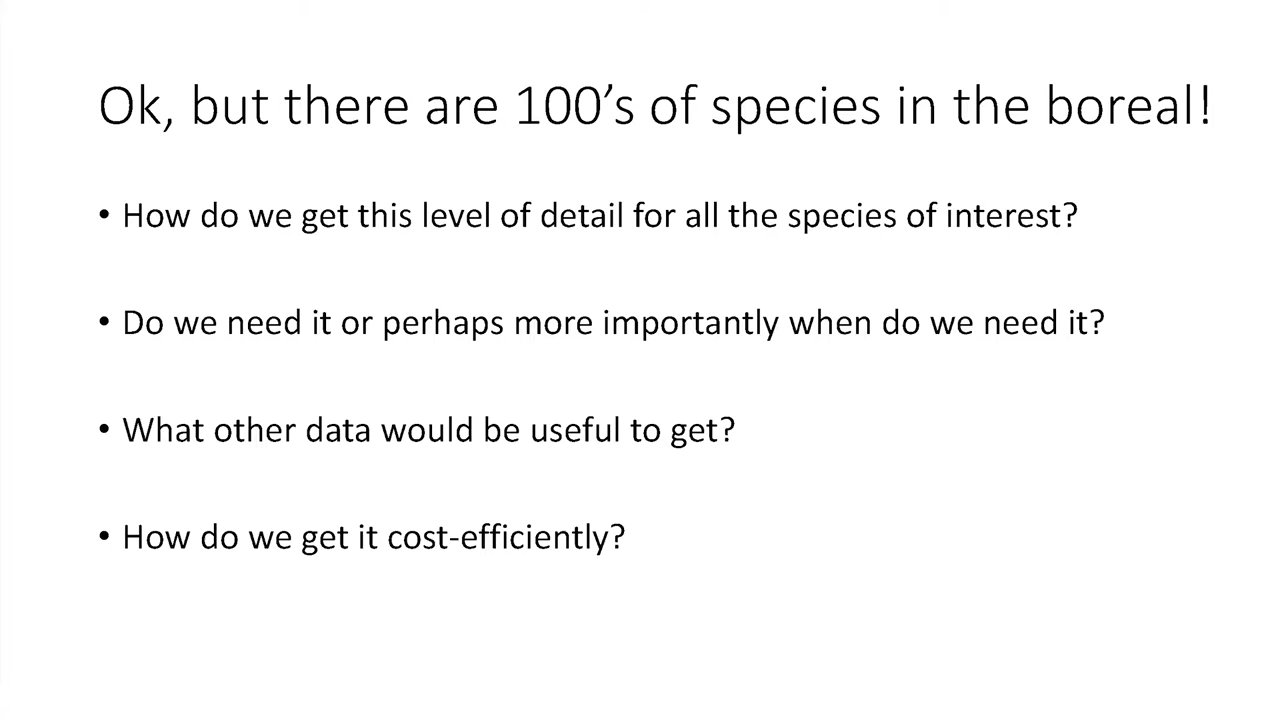 Ok, but there are 100’s of species in the boreal!
• How do we get this level of detail for all the species of interest?
• Do we need it or perhaps more importantly when do we need it?
• What other data would be useful to get?
• How do we get it cost-efficiently?